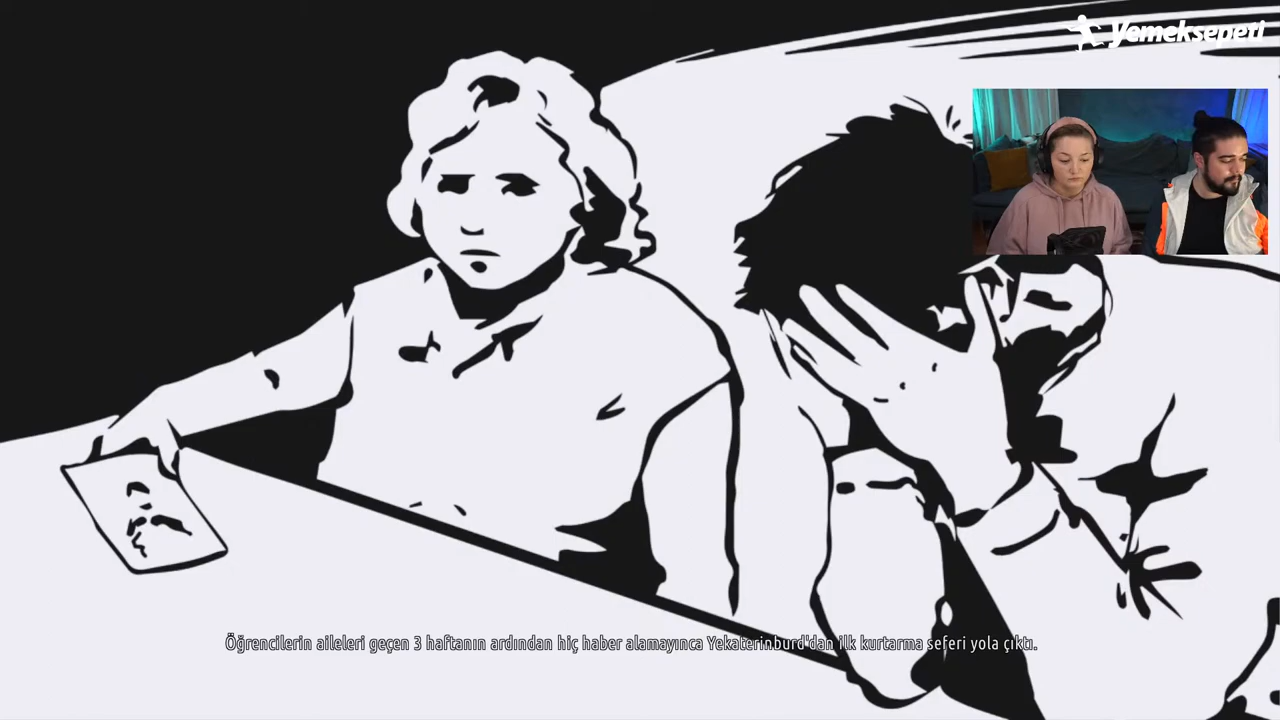 Yemeksepeti
Öğrencilerin aileleri geçen 3 haftanın ardından hiç haber alamayınca Yekaterinburd'dan ilk kurtarma seferi yola çıktı.